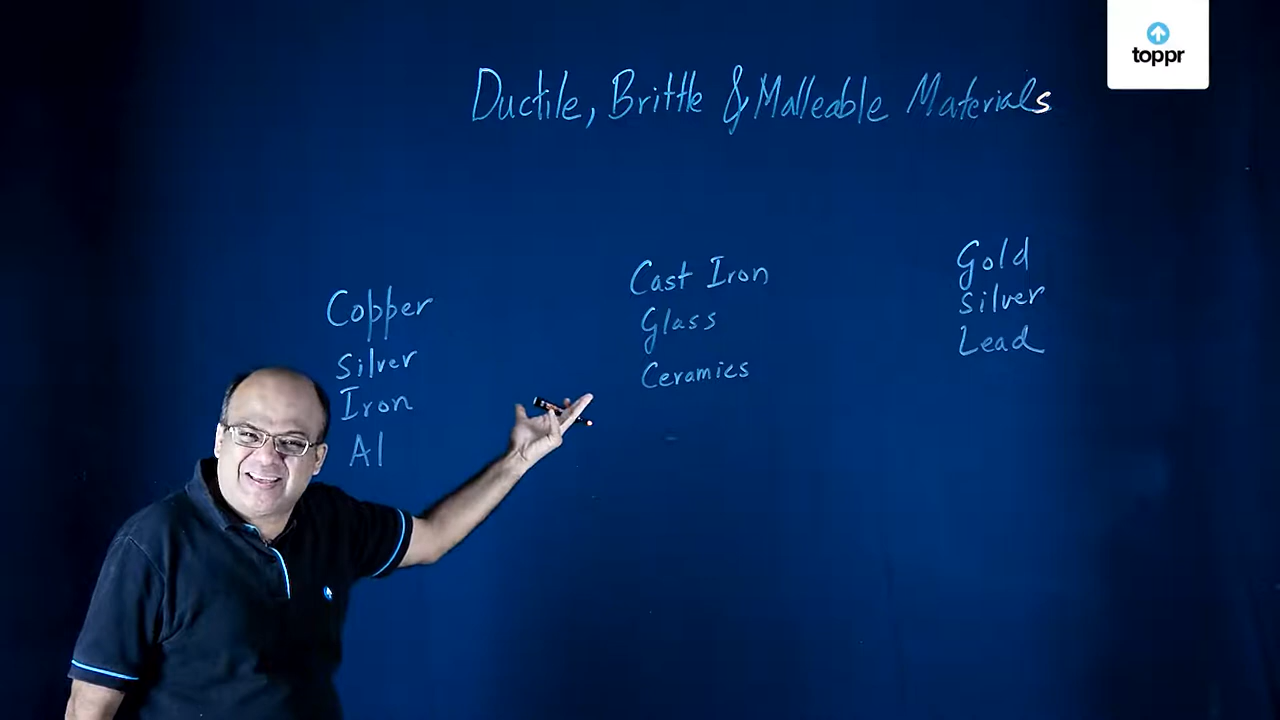 toppr
Ductile, Brittle & Malleable Materials
Copper
Silver
Iron
Al
Cast Iron
Glass
Ceramics
Gold
Silver
Lead